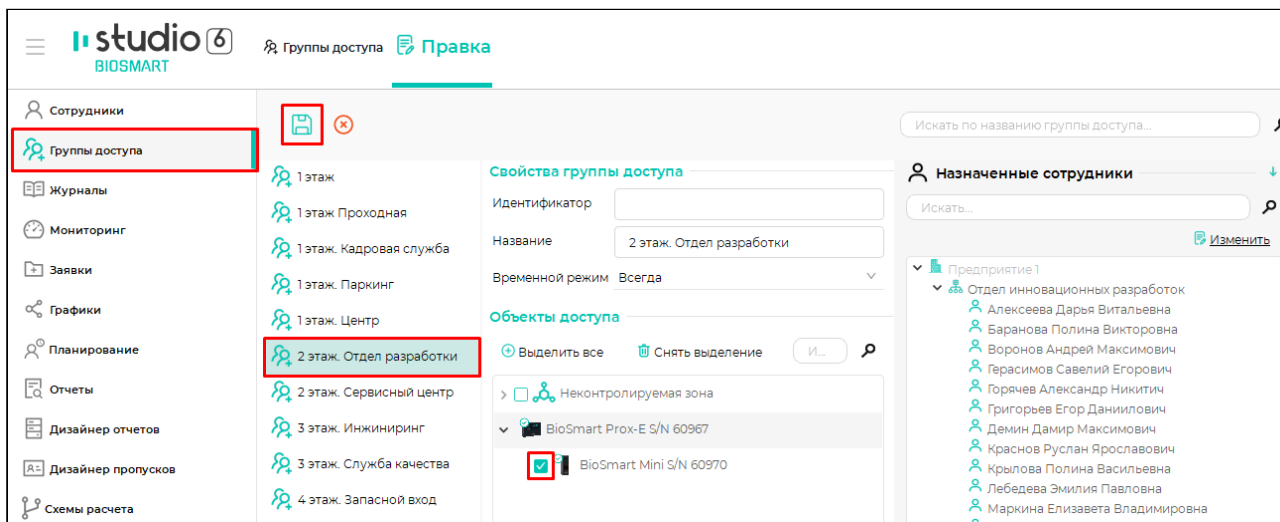 studio 6
BIOSMART
Группы доступа
Правка
Сотрудники
Группы доступа
Журналы
Мониторинг
Заявки
Графики
Планирование
Отчеты
Дизайнер отчетов
Дизайнер пропусков
Схемы расчета
Искать по названию группы доступа...
1 этаж
1 этаж Проходная
1 этаж. Кадровая служба
1 этаж. Паркинг
1 этаж. Центр
2 этаж. Отдел разработки
2 этаж. Сервисный центр
3 этаж. Инжиниринг
3 этаж. Служба качества
4 этаж. Запасной вход
Свойства группы доступа
Идентификатор
Название 2 этаж. Отдел разработки
Временной режим Всегда
Объекты доступа
Выделить все Снять выделение И...
Неконтролируемая зона
BioSmart Prox-E S/N 60967
BioSmart Mini S/N 60970
Назначенные сотрудники
Искать...
Изменить
Предприятие 1
Отдел инновационных разработок
Алексеева Дарья Витальевна
Баранова Полина Викторовна
Воронов Андрей Максимович
Герасимов Савелий Егорович
Горячев Александр Никитич
Григорьев Егор Даниилович
Демин Дамир Максимович
Краснов Руслан Ярославович
Крылова Полина Васильевна
Лебедева Эмилия Павловна
Маркина Елизавета Владимировна